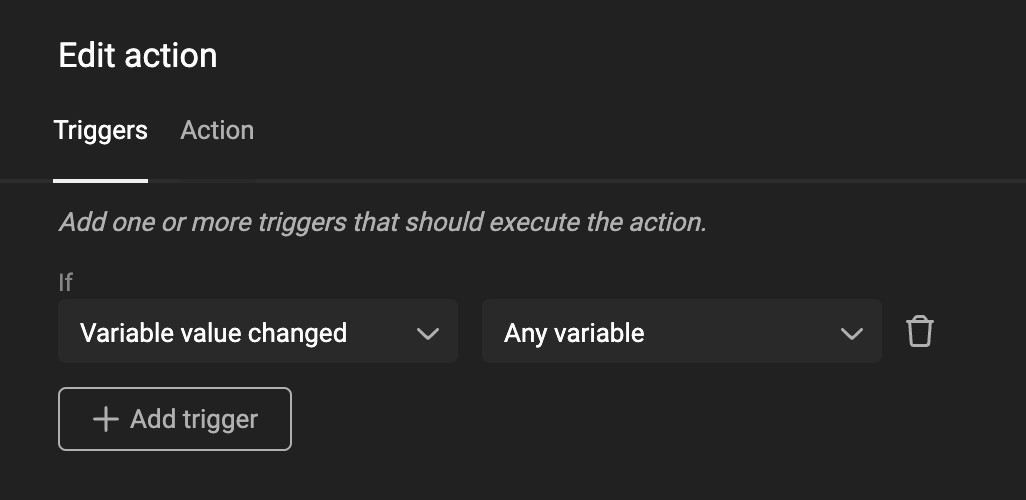 Edit action
Triggers Action
Add one or more triggers that should execute the action.
If
Variable value changed Any variable
Add trigger